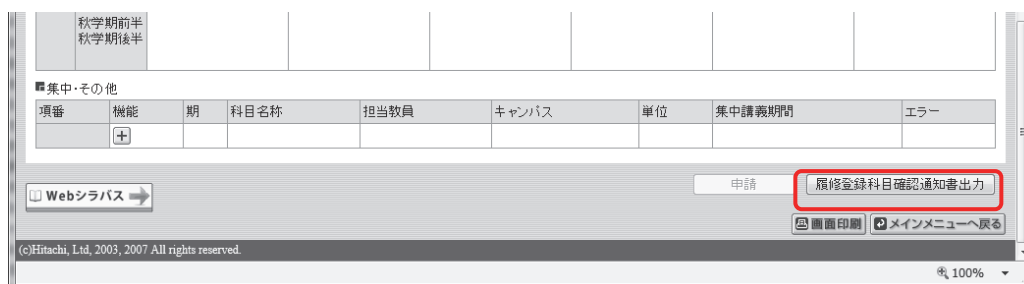 秋学期前半
秋学期後半
集中・その他
項番 機能 期 科目名称 担当教員 キャンパス 単位 集中講義期間 エラー
Webシラバス
申請 履修登録科目確認通知書出力
画面印刷 メインメニューへ戻る
(c)Hitachi, Ltd, 2003, 2007 All rights reserved.
100%